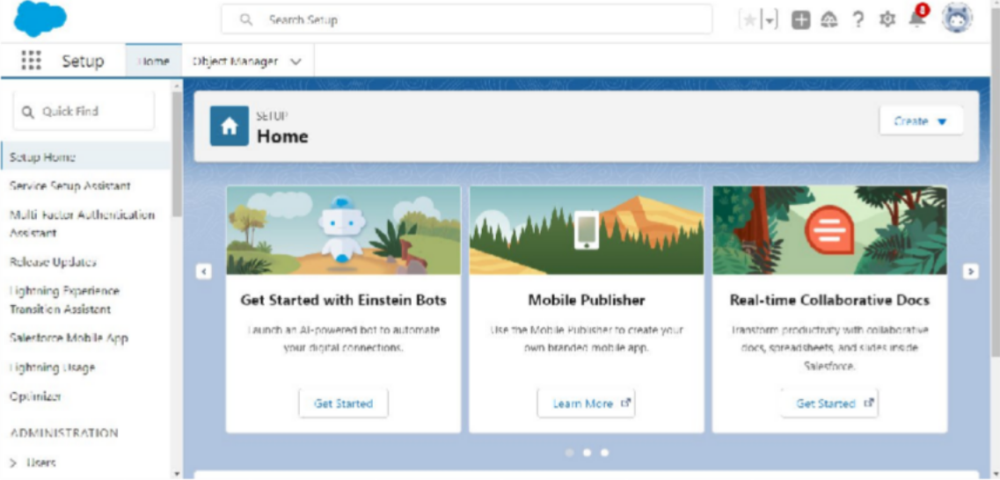 Search Setup
8
Setup
Home
Object Manager
Quick Find
Setup Home
Service Setup Assistant
Multi-Factor Authentication
Assistant
Release Updates
Lightning Experience
Transition Assistant
Salesforce Mobile App
Lightning Usage
Optimizer
ADMINISTRATION
Users
SETUP
Home
Create
Get Started with Einstein Bots
Launch an AI-powered bot to automate
your digital connections.
Get Started
Mobile Publisher
Use the Mobile Publisher to create your
own branded mobile app.
Learn More
Real-time Collaborative Docs
Transform productivity with collaborative
docs, spreadsheets, and slides inside
Salesforce.
Get Started